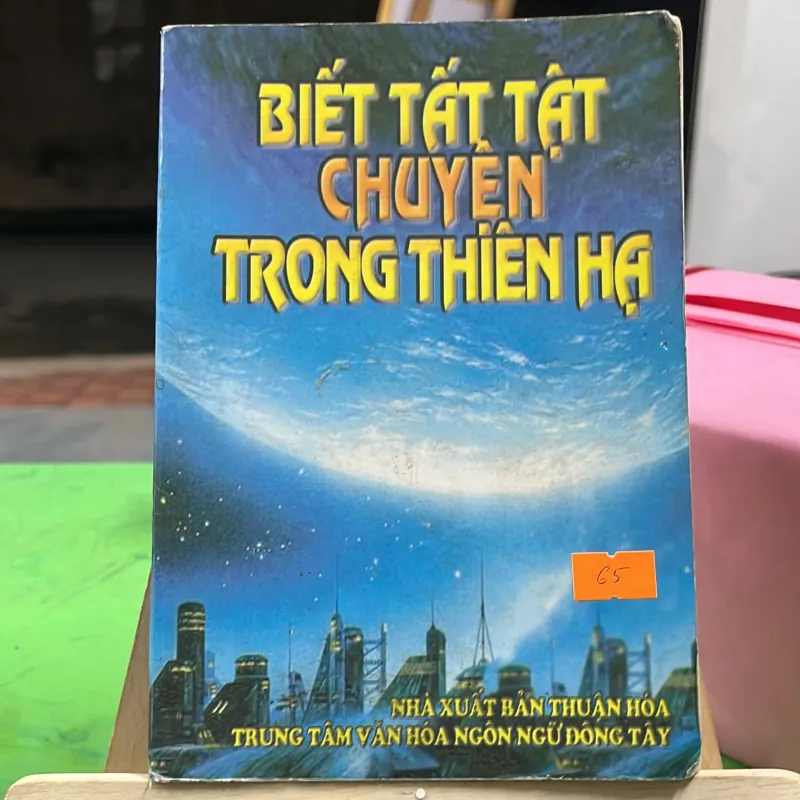 BIẾT TẤT TẬT
CHUYỆN
TRONG THIÊN HẠ
65
NHÀ XUẤT BẢN THUẬN HÓA
TRUNG TÂM VĂN HÓA NGÔN NGỮ ĐÔNG TÂY